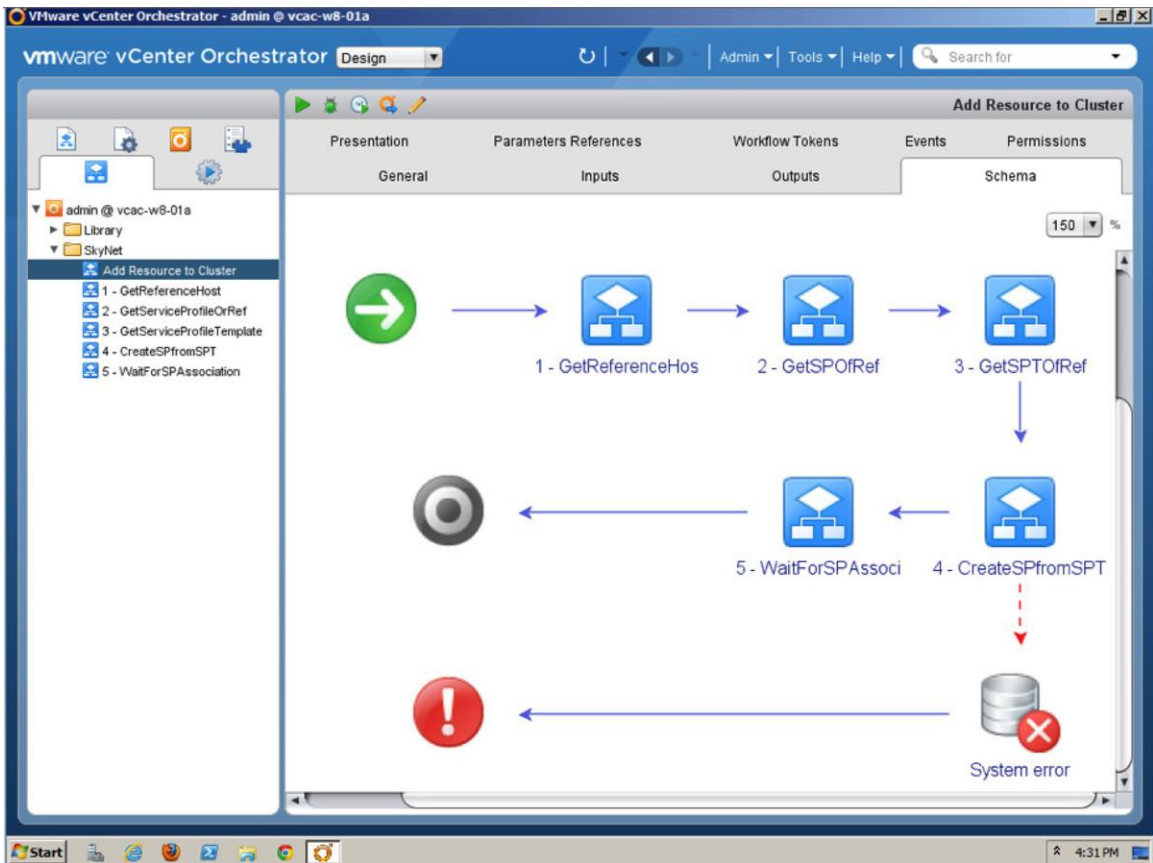 VMware vCenter Orchestrator - admin @ vcac-w8-01a
vmware vCenter Orchestrator Design Admin Tools Help Search for
Add Resource to Cluster
Presentation Parameters References Workflow Tokens Events Permissions
General Inputs Outputs Schema
admin @ vcac-w8-01a
Library
SkyNet
Add Resource to Cluster
1 - GetReferenceHost
2 - GetServiceProfileOrRef
3 - GetServiceProfileTemplate
4 - CreateSPfromSPT
5 - WaitForSPAssociation
150 %
1 - GetReferenceHos 2 - GetSPOfRef 3 - GetSPTOfRef
5 - WaitForSPAssoci 4 - CreateSPfromSPT
System error
Start 4:31 PM